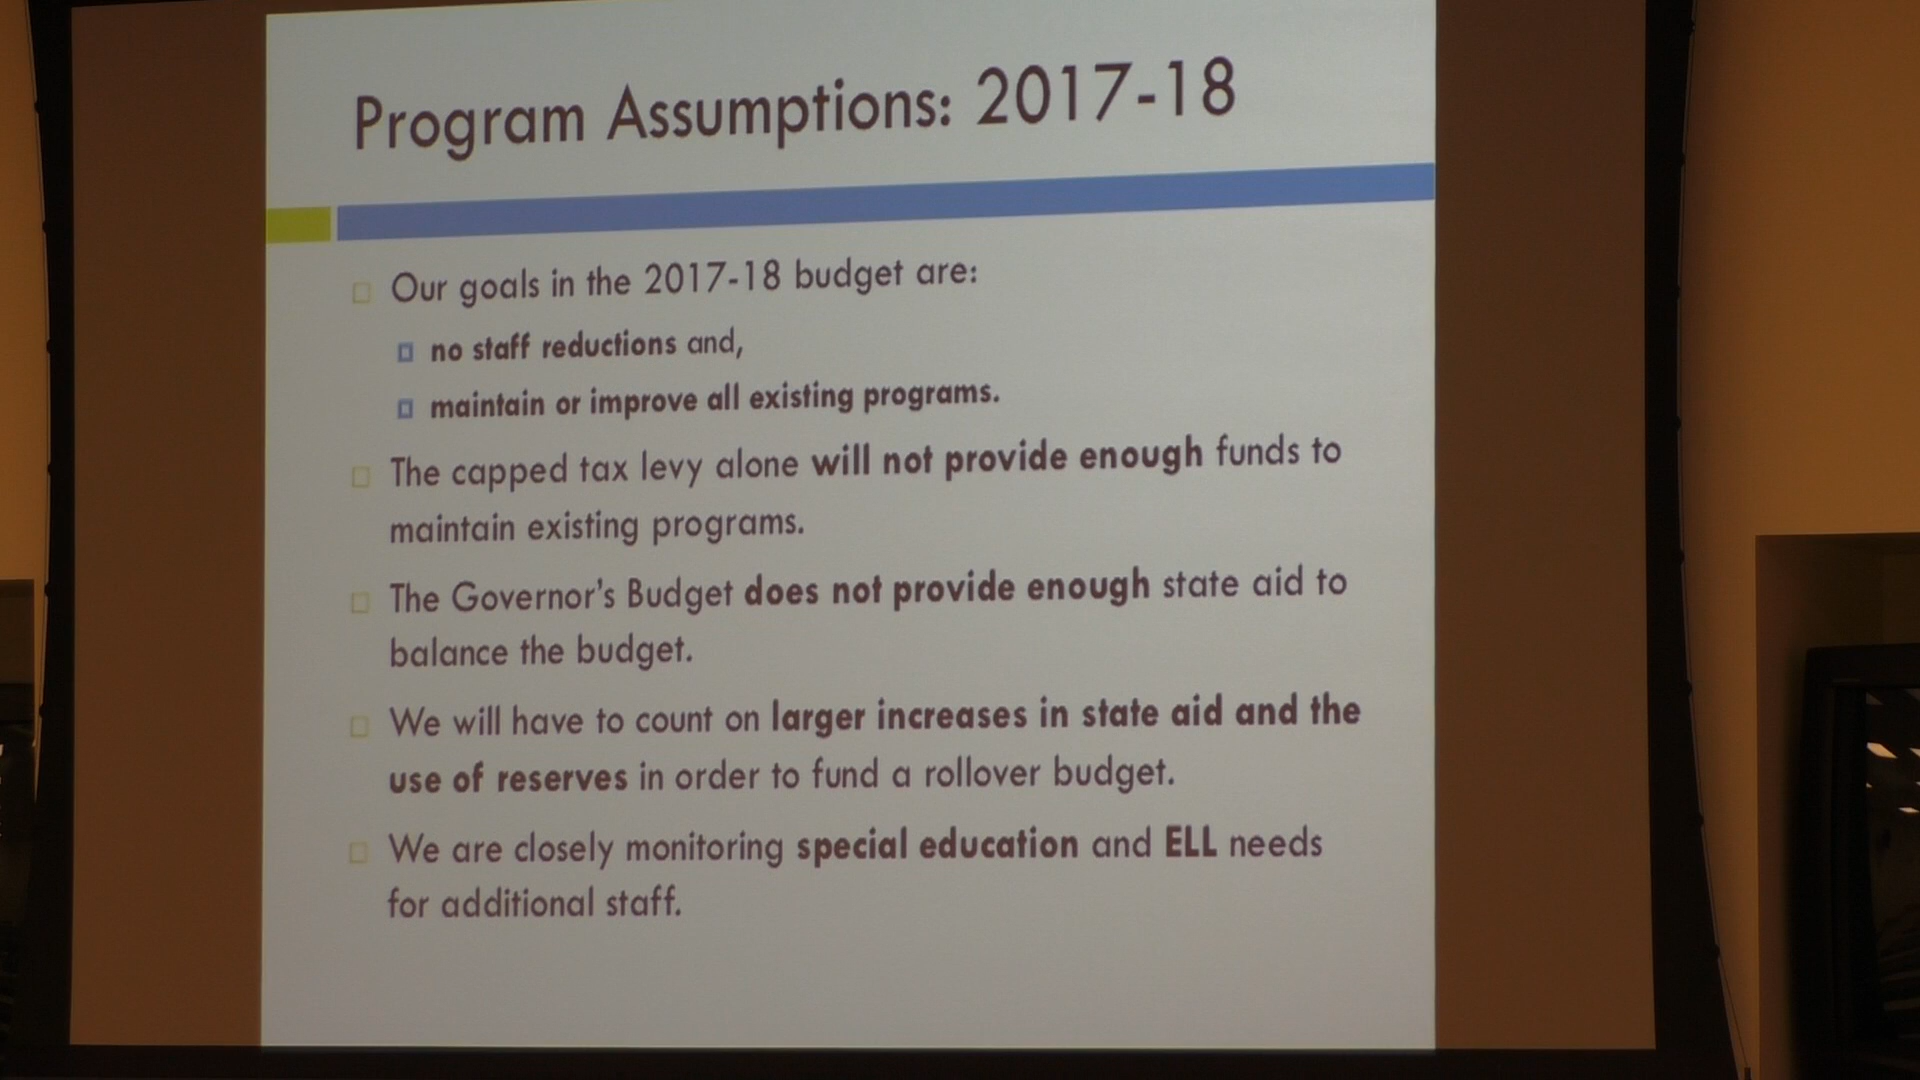 Program Assumptions: 2017-18
Our goals in the 2017-18 budget are:
no staff reductions and,
maintain or improve all existing programs.
The capped tax levy alone will not provide enough funds to
maintain existing programs.
The Governor's Budget does not provide enough state aid to
balance the budget.
We will have to count on larger increases in state aid and the
use of reserves in order to fund a rollover budget.
We are closely monitoring special education and ELL needs
for additional staff.